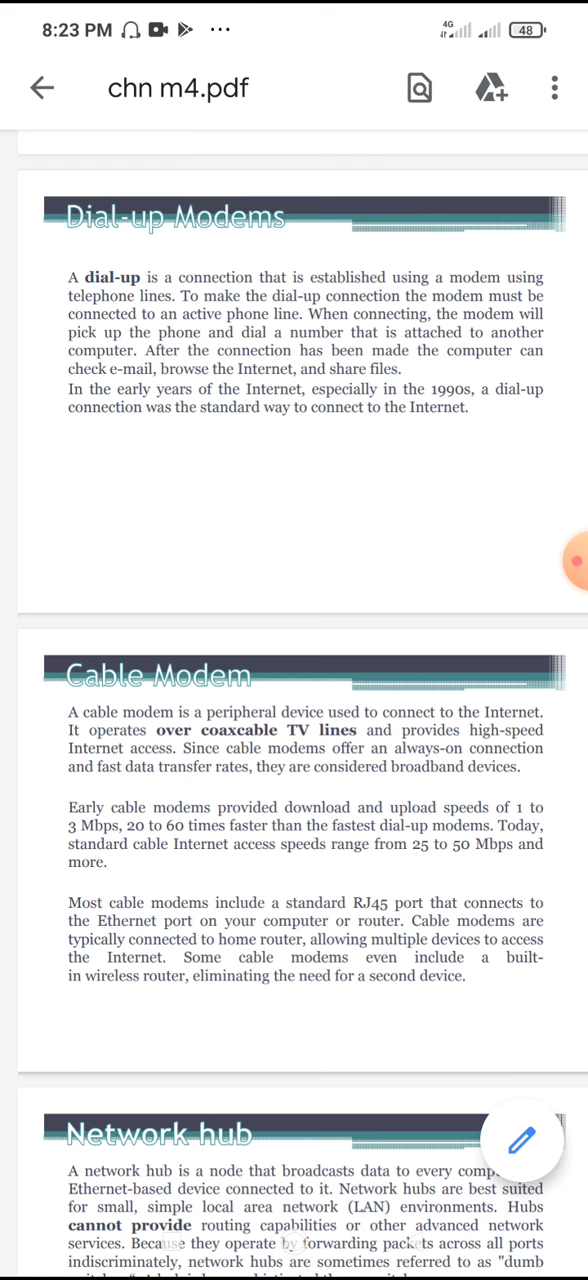 8:23 PM ...
4G
48
chn m4.pdf
Dial-up Modems
A dial-up is a connection that is established using a modem using
telephone lines. To make the dial-up connection the modem must be
connected to an active phone line. When connecting, the modem will
pick up the phone and dial a number that is attached to another
computer. After the connection has been made the computer can
check e-mail, browse the Internet, and share files.
In the early years of the Internet, especially in the 1990s, a dial-up
connection was the standard way to connect to the Internet.
Cable Modem
A cable modem is a peripheral device used to connect to the Internet.
It operates over coaxcable TV lines and provides high-speed
Internet access. Since cable modems offer an always-on connection
and fast data transfer rates, they are considered broadband devices.
Early cable modems provided download and upload speeds of 1 to
3 Mbps, 20 to 60 times faster than the fastest dial-up modems. Today,
standard cable Internet access speeds range from 25 to 50 Mbps and
more.
Most cable modems include a standard RJ45 port that connects to
the Ethernet port on your computer or router. Cable modems are
typically connected to home router, allowing multiple devices to access
the Internet. Some cable modems even include a built-
in wireless router, eliminating the need for a second device.
Network hub
A network hub is a node that broadcasts data to every
Ethernet-based device connected to it. Network hubs are best suited
for small, simple local area network (LAN) environments. Hubs
cannot provide routing capabilities or other advanced network
services. Because they operate by forwarding packets across all ports
indiscriminately, network hubs are sometimes referred to as "dumb